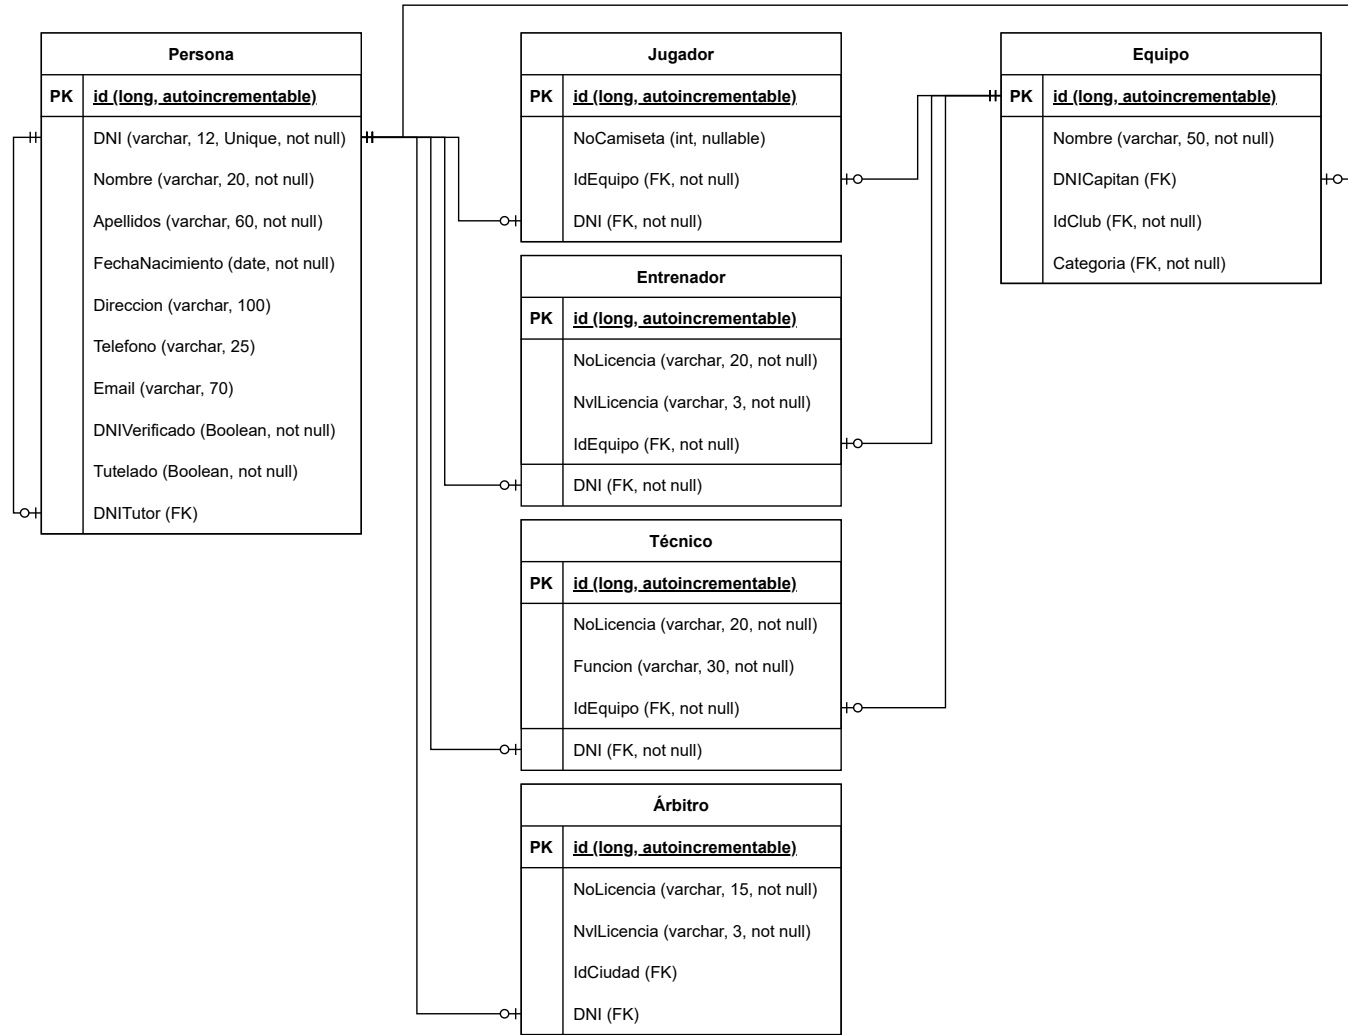 Persona
PK id (long, autoincrementable)
DNI (varchar, 12, Unique, not null)
Nombre (varchar, 20, not null)
Apellidos (varchar, 60, not null)
FechaNacimiento (date, not null)
Direccion (varchar, 100)
Telefono (varchar, 25)
Email (varchar, 70)
DNIVerificado (Boolean, not null)
Tutelado (Boolean, not null)
DNITutor (FK)
Jugador
PK id (long, autoincrementable)
NoCamiseta (int, nullable)
IdEquipo (FK, not null)
DNI (FK, not null)
Entrenador
PK id (long, autoincrementable)
NoLicencia (varchar, 20, not null)
NvlLicencia (varchar, 3, not null)
IdEquipo (FK, not null)
DNI (FK, not null)
Técnico
PK id (long, autoincrementable)
NoLicencia (varchar, 20, not null)
Funcion (varchar, 30, not null)
IdEquipo (FK, not null)
DNI (FK, not null)
Árbitro
PK id (long, autoincrementable)
NoLicencia (varchar, 15, not null)
NvlLicencia (varchar, 3, not null)
IdCiudad (FK)
DNI (FK)
Equipo
PK id (long, autoincrementable)
Nombre (varchar, 50, not null)
DNICapitan (FK)
IdClub (FK, not null)
Categoria (FK, not null)